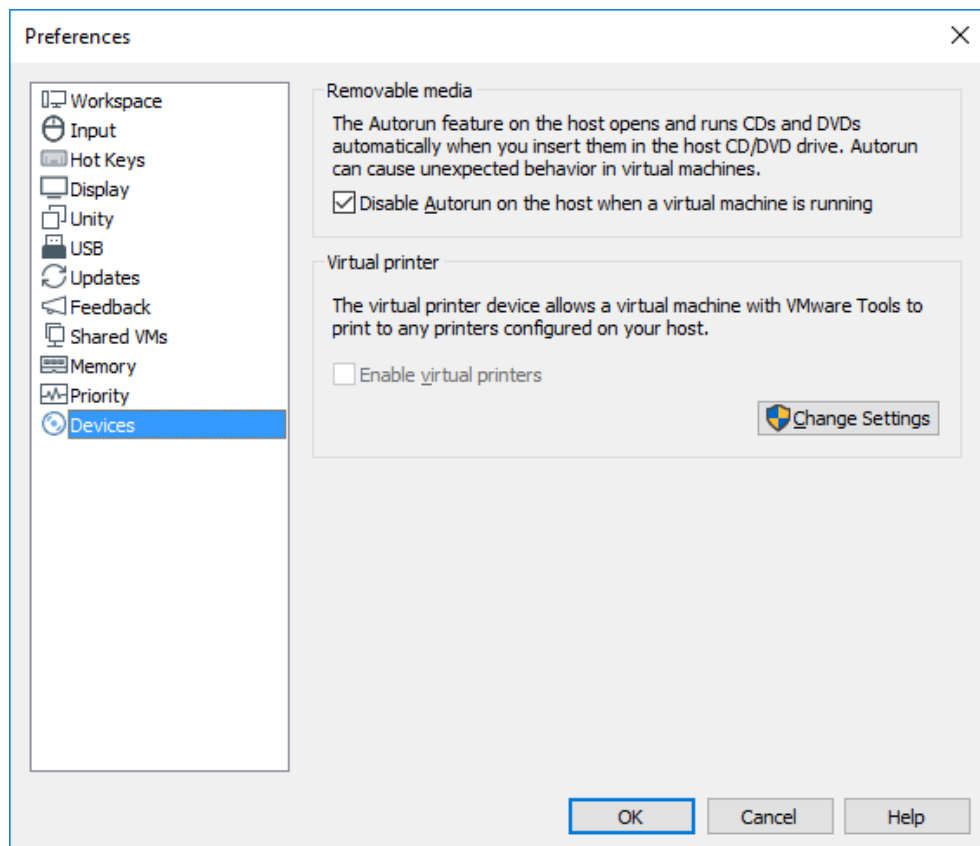 Preferences
Workspace
Input
Hot Keys
Display
Unity
USB
Updates
Feedback
Shared VMs
Memory
Priority
Devices
Removable media
The Autorun feature on the host opens and runs CDs and DVDs
automatically when you insert them in the host CD/DVD drive. Autorun
can cause unexpected behavior in virtual machines.
Disable Autorun on the host when a virtual machine is running
Virtual printer
The virtual printer device allows a virtual machine with VMware Tools to
print to any printers configured on your host.
Enable virtual printers
Change Settings
OK
Cancel
Help